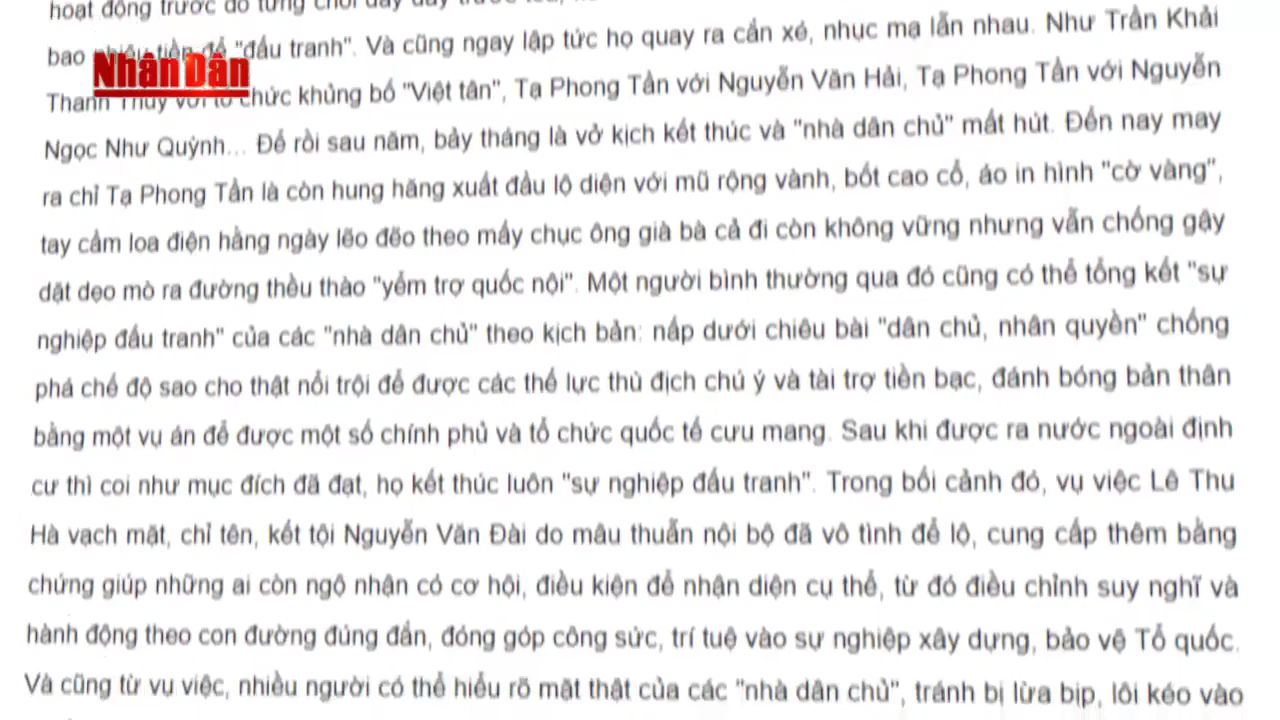 hoạt động trước đó từng chơi đầy
bao nhiêu tiền để "đấu tranh". Và cũng ngay lập tức họ quay ra cắn xé, nhục mạ lẫn nhau. Như Trần Khải
Nhân Dân
Thanh Thủy với tổ chức khủng bố "Việt tân", Tạ Phong Tần với Nguyễn Văn Hải, Tạ Phong Tần với Nguyễn
Ngọc Như Quỳnh... Để rồi sau năm, bảy tháng là vở kịch kết thúc và "nhà dân chủ" mất hút. Đến nay may
ra chỉ Tạ Phong Tần là còn hung hăng xuất đầu lộ diện với mũ rộng vành, bốt cao cổ, áo in hình "cờ vàng",
tay cầm loa điện hằng ngày lẽo đẽo theo mấy chục ông già bà cả đi còn không vững nhưng vẫn chống gậy
dặt dẹo mò ra đường thều thào "yểm trợ quốc nội". Một người bình thường qua đó cũng có thể tổng kết "sự
nghiệp đấu tranh" của các "nhà dân chủ" theo kịch bản: nấp dưới chiêu bài "dân chủ, nhân quyền" chống
phá chế độ sao cho thật nổi trội để được các thế lực thù địch chú ý và tài trợ tiền bạc, đánh bóng bản thân
bằng một vụ án để được một số chính phủ và tổ chức quốc tế cưu mang. Sau khi được ra nước ngoài định
cư thì coi như mục đích đã đạt, họ kết thúc luôn "sự nghiệp đấu tranh". Trong bối cảnh đó, vụ việc Lê Thu
Hà vạch mặt, chỉ tên, kết tội Nguyễn Văn Đài do mâu thuẫn nội bộ đã vô tình để lộ, cung cấp thêm bằng
chứng giúp những ai còn ngộ nhận có cơ hội, điều kiện để nhận diện cụ thể, từ đó điều chỉnh suy nghĩ và
hành động theo con đường đúng đắn, đóng góp công sức, trí tuệ vào sự nghiệp xây dựng, bảo vệ Tổ quốc.
Và cũng từ vụ việc, nhiều người có thể hiểu rõ mặt thật của các "nhà dân chủ", tránh bị lừa bịp, lôi kéo vào